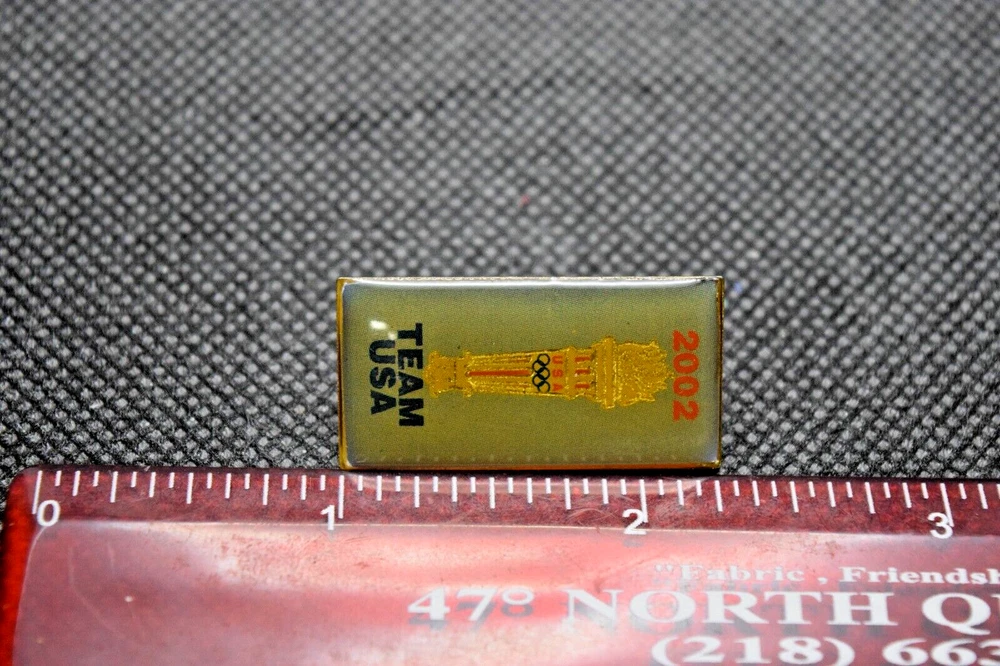 2002
USA
TEAM
USA
0 1 2 3
"Fabric, Friendsh
47° NORTH Q
(218) 663